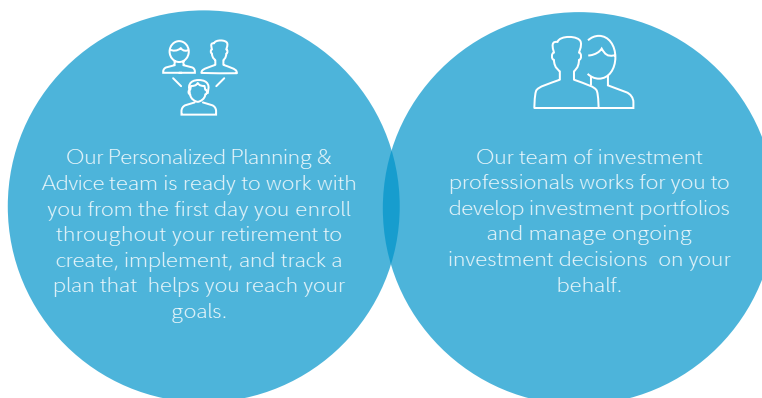 Our Personalized Planning &
Advice team is ready to work with
you from the first day you enroll
throughout your retirement to
create, implement, and track a
plan that  helps you reach your
goals.
Our team of investment
professionals works for you to
develop investment portfolios
and manage ongoing
investment decisions  on your
behalf.